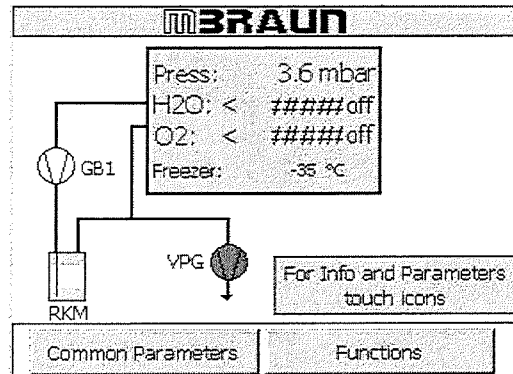 MBRAUN
Press: 3.6 mbar
H2O: < ##### off
O2: < ##### off
Freezer: -35 °C
GB1
VPG
RKM
For Info and Parameters
touch icons
Common Parameters
Functions